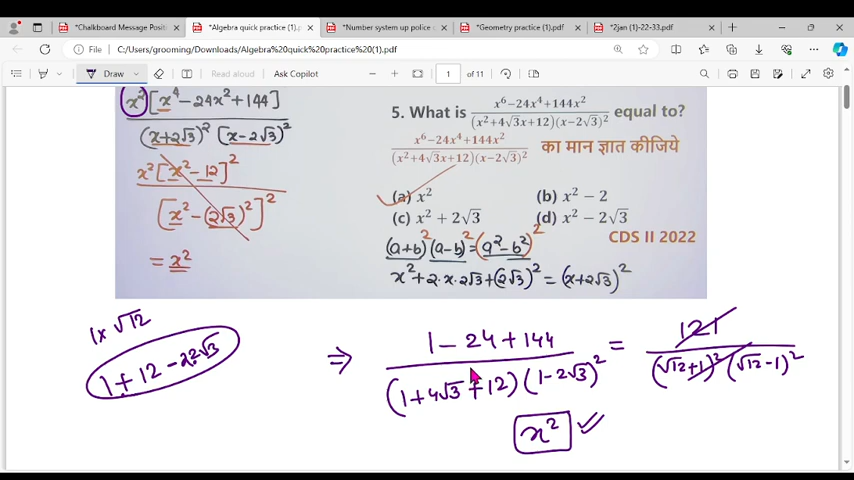 *Chalkboard Message Positi
*Algebra quick practice (1).p
*Number system up police c
*Geometry practice (1).pdf
*2jan (1)-22-33.pdf
File
C:/Users/grooming/Downloads/Algebra%20quick%20practice%20(1).pdf
Draw
Read aloud
Ask Copilot
1
of 11
x²[x⁴-24x²+144]
(x+2√3)² [x-2√3)²
x²[x²-12]²
[x²-(2√3)²]²
= x²
5. What is x⁶−24x⁴+144x² / (x²+4√3x+12)(x−2√3)² equal to?
x⁶−24x⁴+144x² / (x²+4√3x+12)(x−2√3)² का मान ज्ञात कीजिये
(a) x² (b) x² − 2
(c) x² + 2√3 (d) x² − 2√3
(a+b)²(a-b)²=(a²-b²)²
CDS II 2022
x²+2·x·2√3+(2√3)²=(x+2√3)²
1x√12
1+12-22√3
⇒ 1-24+144 / (1+4√3+12)(1-2√3)² = 121 / (√12+1)²(√12-1)²
x²